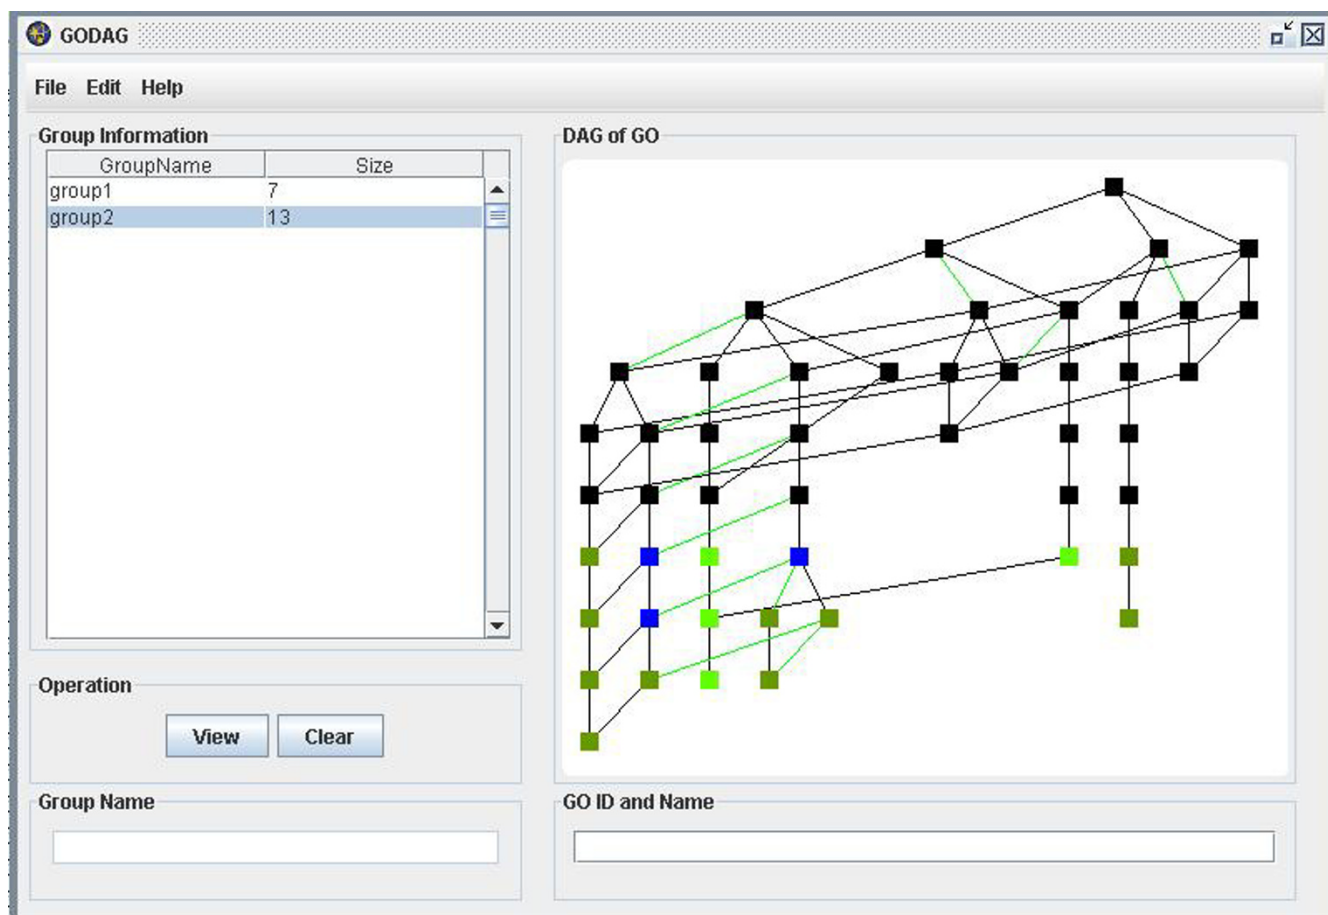 GODAG
File Edit Help
Group Information
GroupName Size
group1 7
group2 13
Operation
View Clear
Group Name
DAG of GO
GO ID and Name